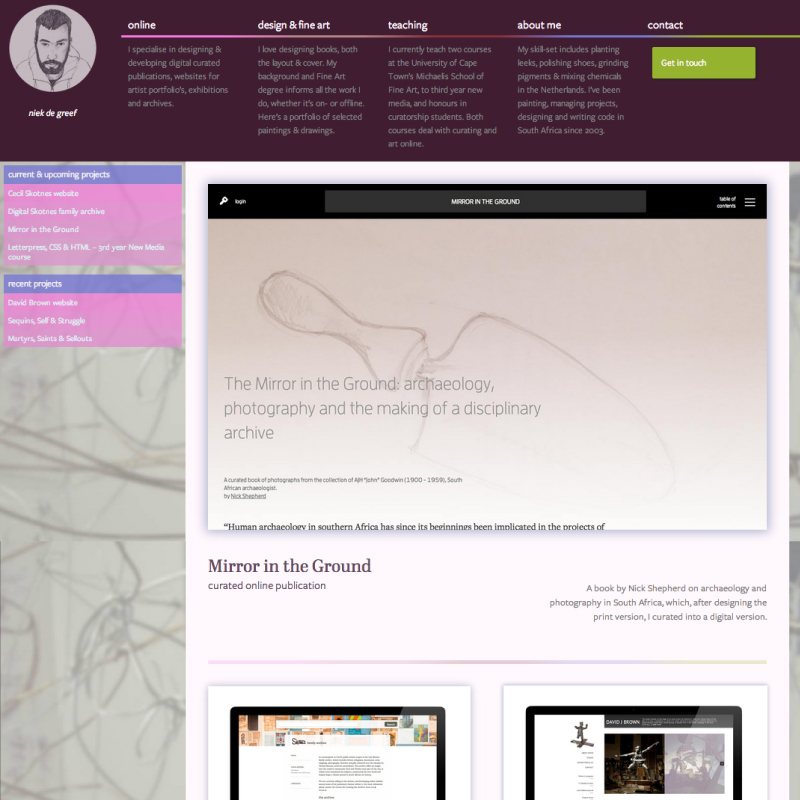 online
I specialise in designing &
developing digital curated
publications, websites for
artist portfolio's, exhibitions
and archives.
design & fine art
I love designing books, both
the layout & cover. My
background and Fine Art
degree informs all the work I
do, whether it's on- or offline.
Here's a portfolio of selected
paintings & drawings.
teaching
I currently teach two courses
at the University of Cape
Town's Michaelis School of
Fine Art, to third year new
media, and honours in
curatorship students. Both
courses deal with curating and
art online.
about me
My skill-set includes planting
leeks, polishing shoes, grinding
pigments & mixing chemicals
in the Netherlands. I've been
painting, managing projects,
designing and writing code in
South Africa since 2003.
contact
Get in touch
niek de greef
current & upcoming projects
Cecil Skotnes website
Digital Skotnes family archive
Mirror in the Ground
Letterpress, CSS & HTML – 3rd year New Media
course
recent projects
David Brown website
Sequins, Self & Struggle
Martyrs, Saints & Sellouts
login
MIRROR IN THE GROUND
table of
contents
The Mirror in the Ground: archaeology,
photography and the making of a disciplinary
archive
A curated book of photographs from the collection of AJH "John" Goodwin (1900 - 1959), South
African archaeologist.
by Nick Shepherd
“Human archaeology in southern Africa has since its beginnings been implicated in the projects of
Mirror in the Ground
curated online publication
A book by Nick Shepherd on archaeology and
photography in South Africa, which, after designing the
print version, I curated into a digital version.
DAVID J BROWN